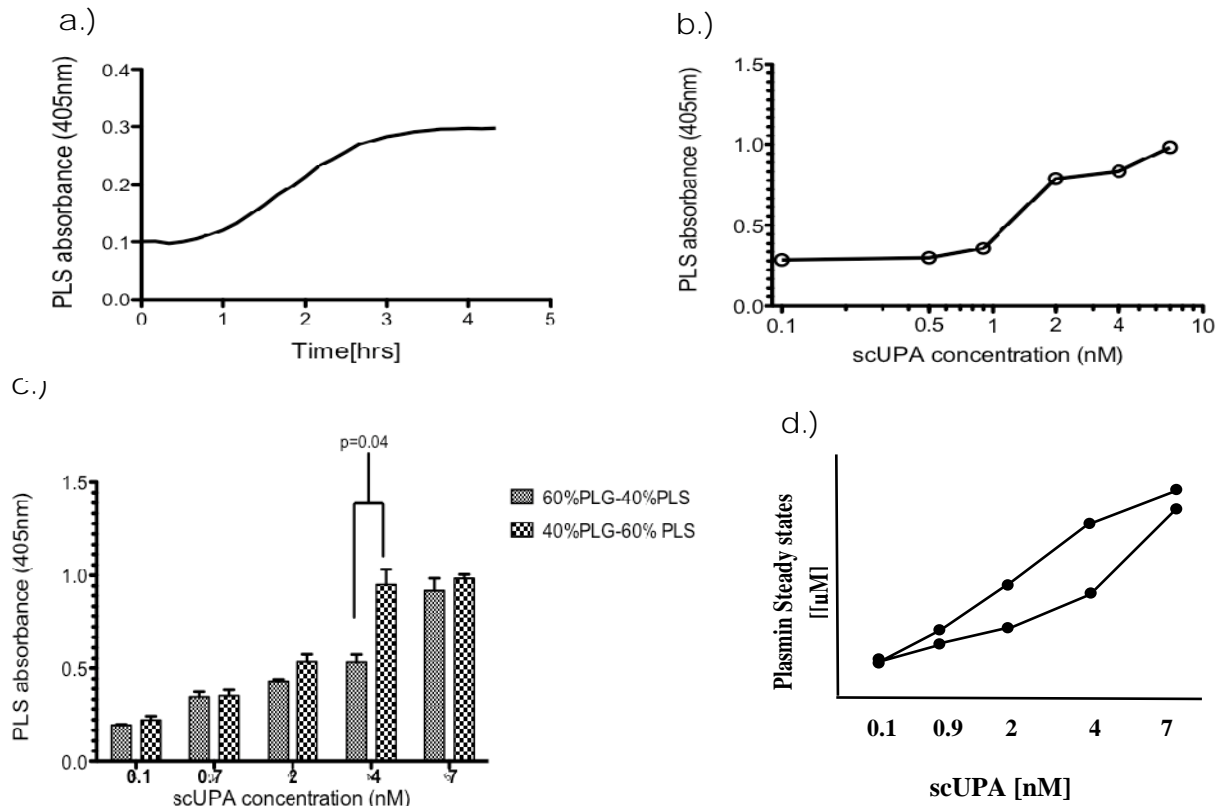 a.)
PLS absorbance (405nm)
0.4
0.3
0.2
0.1
0.0
0 1 2 3 4 5
Time[hrs]
b.)
PLS absorbance (405nm)
1.5
1.0
0.5
0.0
0.1 0.5 1 2 4 10
scUPA concentration (nM)
c.)
p=0.04
PLS absorbance (405nm)
1.5
1.0
0.5
0.0
60%PLG-40%PLS
40%PLG-60% PLS
0.1 2 4 7
scUPA concentration (nM)
d.)
Plasmin Steady states
[[uM]
0.1 0.9 2 4 7
scUPA [nM]